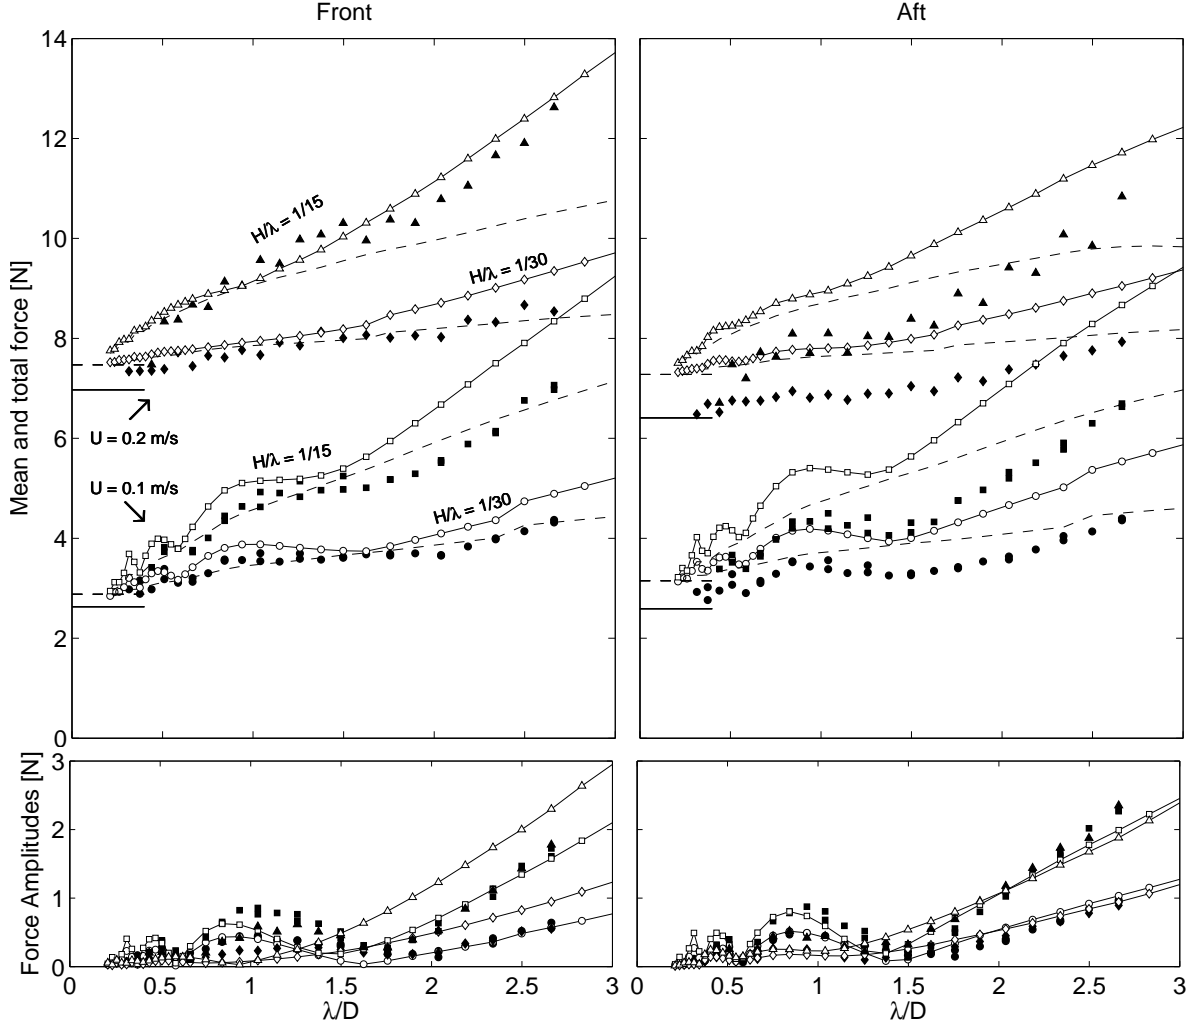 Front
Aft
14
12
10
8
6
4
2
0
Mean and total force [N]
H/λ = 1/15
H/λ = 1/30
U = 0.2 m/s
U = 0.1 m/s
H/λ = 1/15
H/λ = 1/30
3
2
1
0
Force Amplitudes [N]
0 0.5 1 1.5 2 2.5
0 0.5 1 1.5 2 2.5 3
λ/D
λ/D